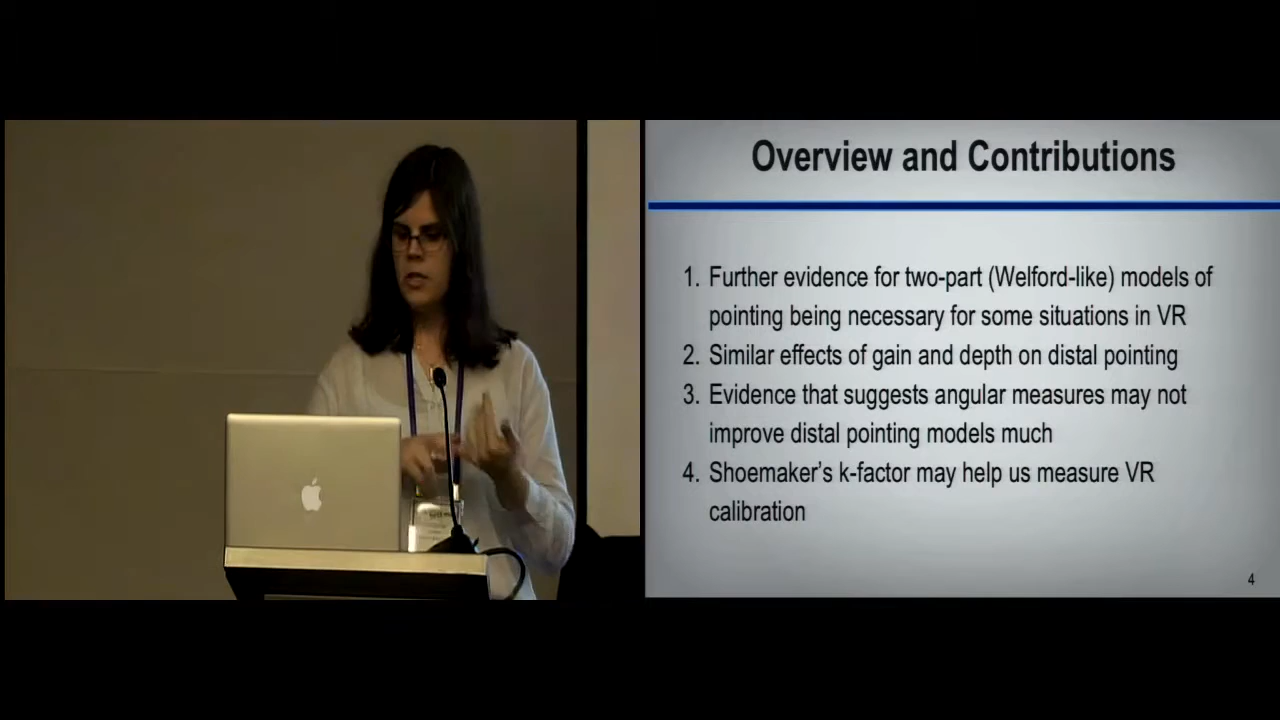 Overview and Contributions
1. Further evidence for two-part (Welford-like) models of
pointing being necessary for some situations in VR
2. Similar effects of gain and depth on distal pointing
3. Evidence that suggests angular measures may not
improve distal pointing models much
4. Shoemaker's k-factor may help us measure VR
calibration
4